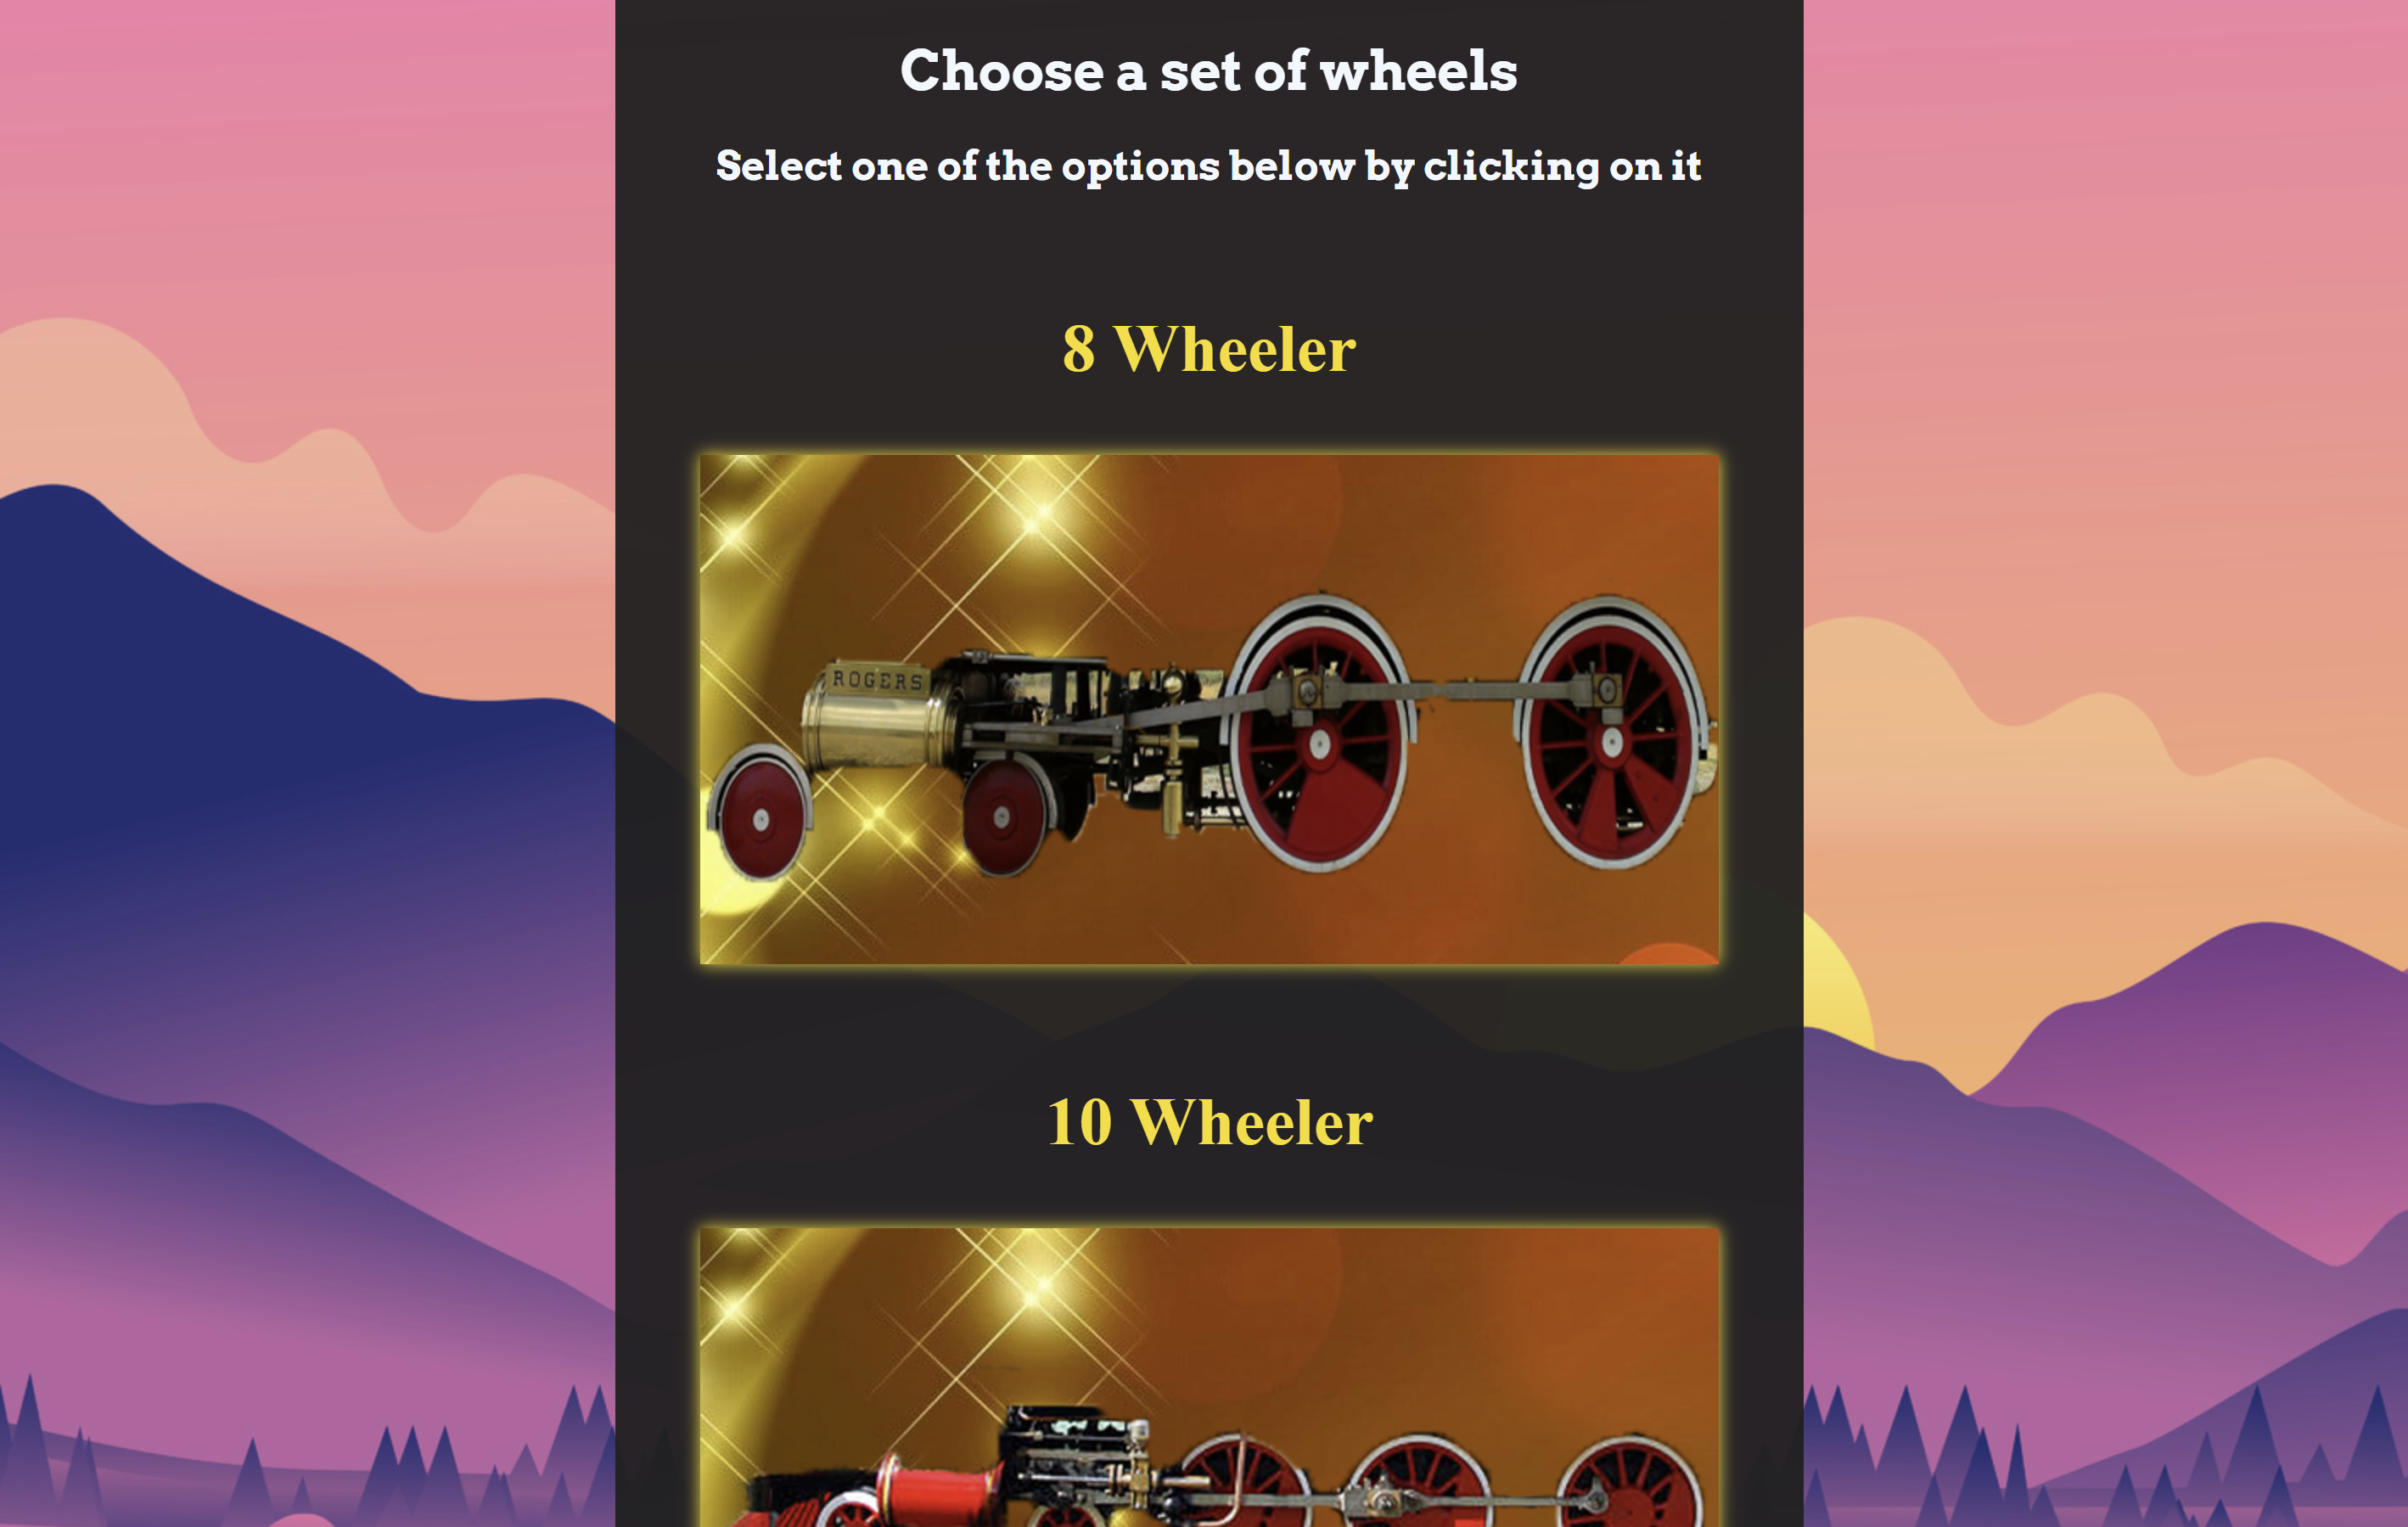 Choose a set of wheels
Select one of the options below by clicking on it
8 Wheeler
ROGERS
10 Wheeler